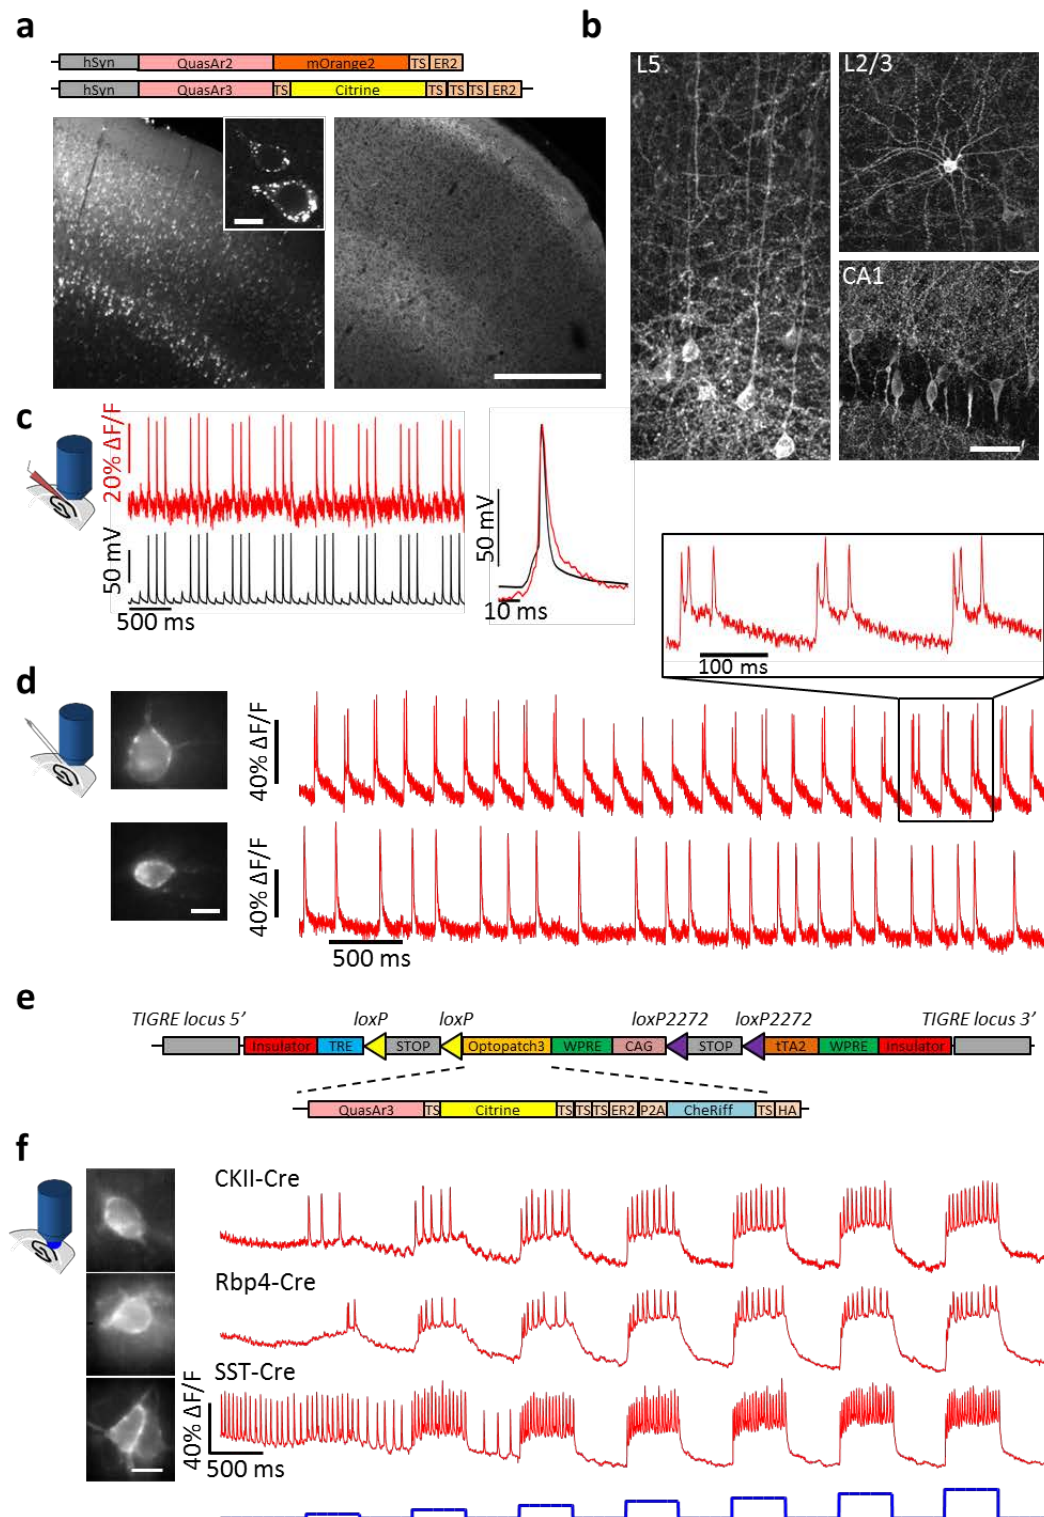 a
hSyn QuasAr2 mOrange2 TS ER2
hSyn QuasAr3 TS Citrine TS TS TS ER2
b
L5
L2/3
CA1
c
20% ΔF/F
50 mV
500 ms
50 mV
10 ms
100 ms
d
40% ΔF/F
40% ΔF/F
500 ms
e
TIGRE locus 5’ loxP loxP loxP2272 loxP2272 TIGRE locus 3’
Insulator TRE STOP Optopatch3 WPRE CAG STOP tTA2 WPRE Insulator
QuasAr3 TS Citrine TS TS TS ER2 P2A CheRiff TS HA
f
CKII-Cre
Rbp4-Cre
SST-Cre
40% ΔF/F
500 ms